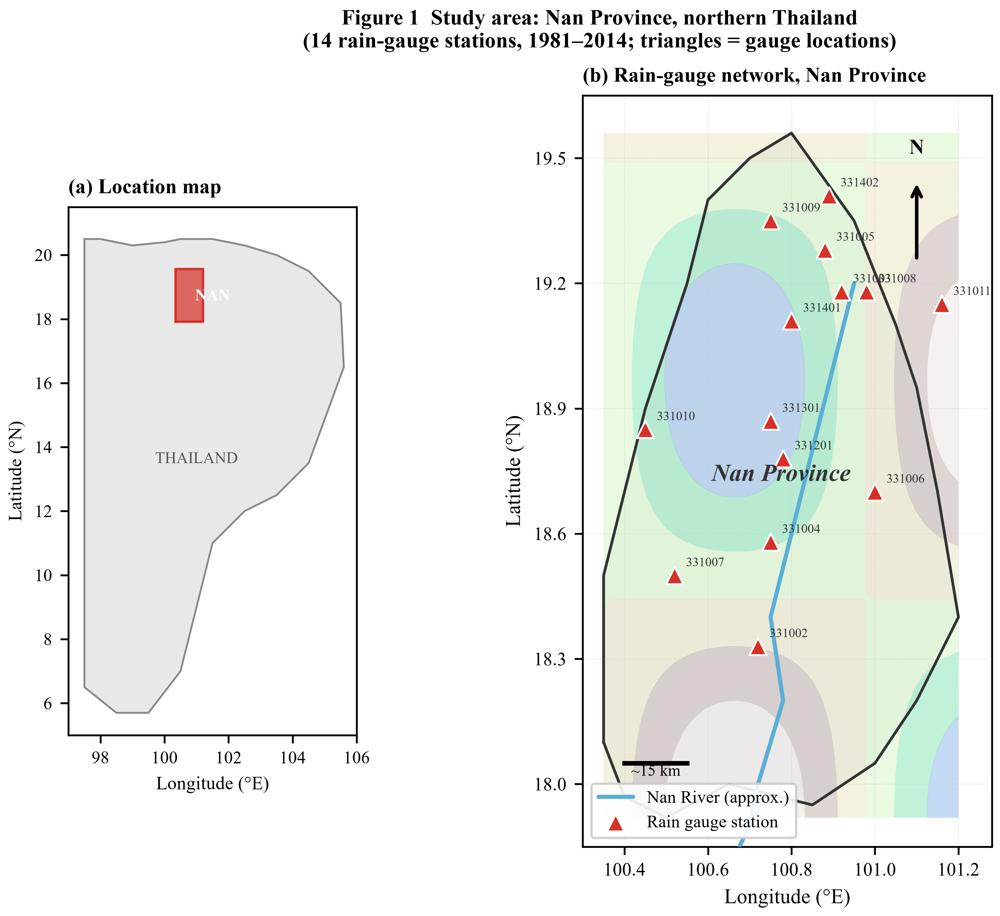 Figure 1  Study area: Nan Province, northern Thailand
(14 rain-gauge stations, 1981–2014; triangles = gauge locations)
(a) Location map
Latitude (°N)
20
18
16
14
12
10
8
6
NAN
THAILAND
98 100 102 104 106
Longitude (°E)
(b) Rain-gauge network, Nan Province
Latitude (°N)
19.5
19.2
18.9
18.6
18.3
18.0
N
331402
331009
331005
331008
331011
331401
331301
331010
331201
Nan Province
331006
331004
331007
331002
~15 km
Nan River (approx.)
Rain gauge station
100.4 100.6 100.8 101.0 101.2
Longitude (°E)